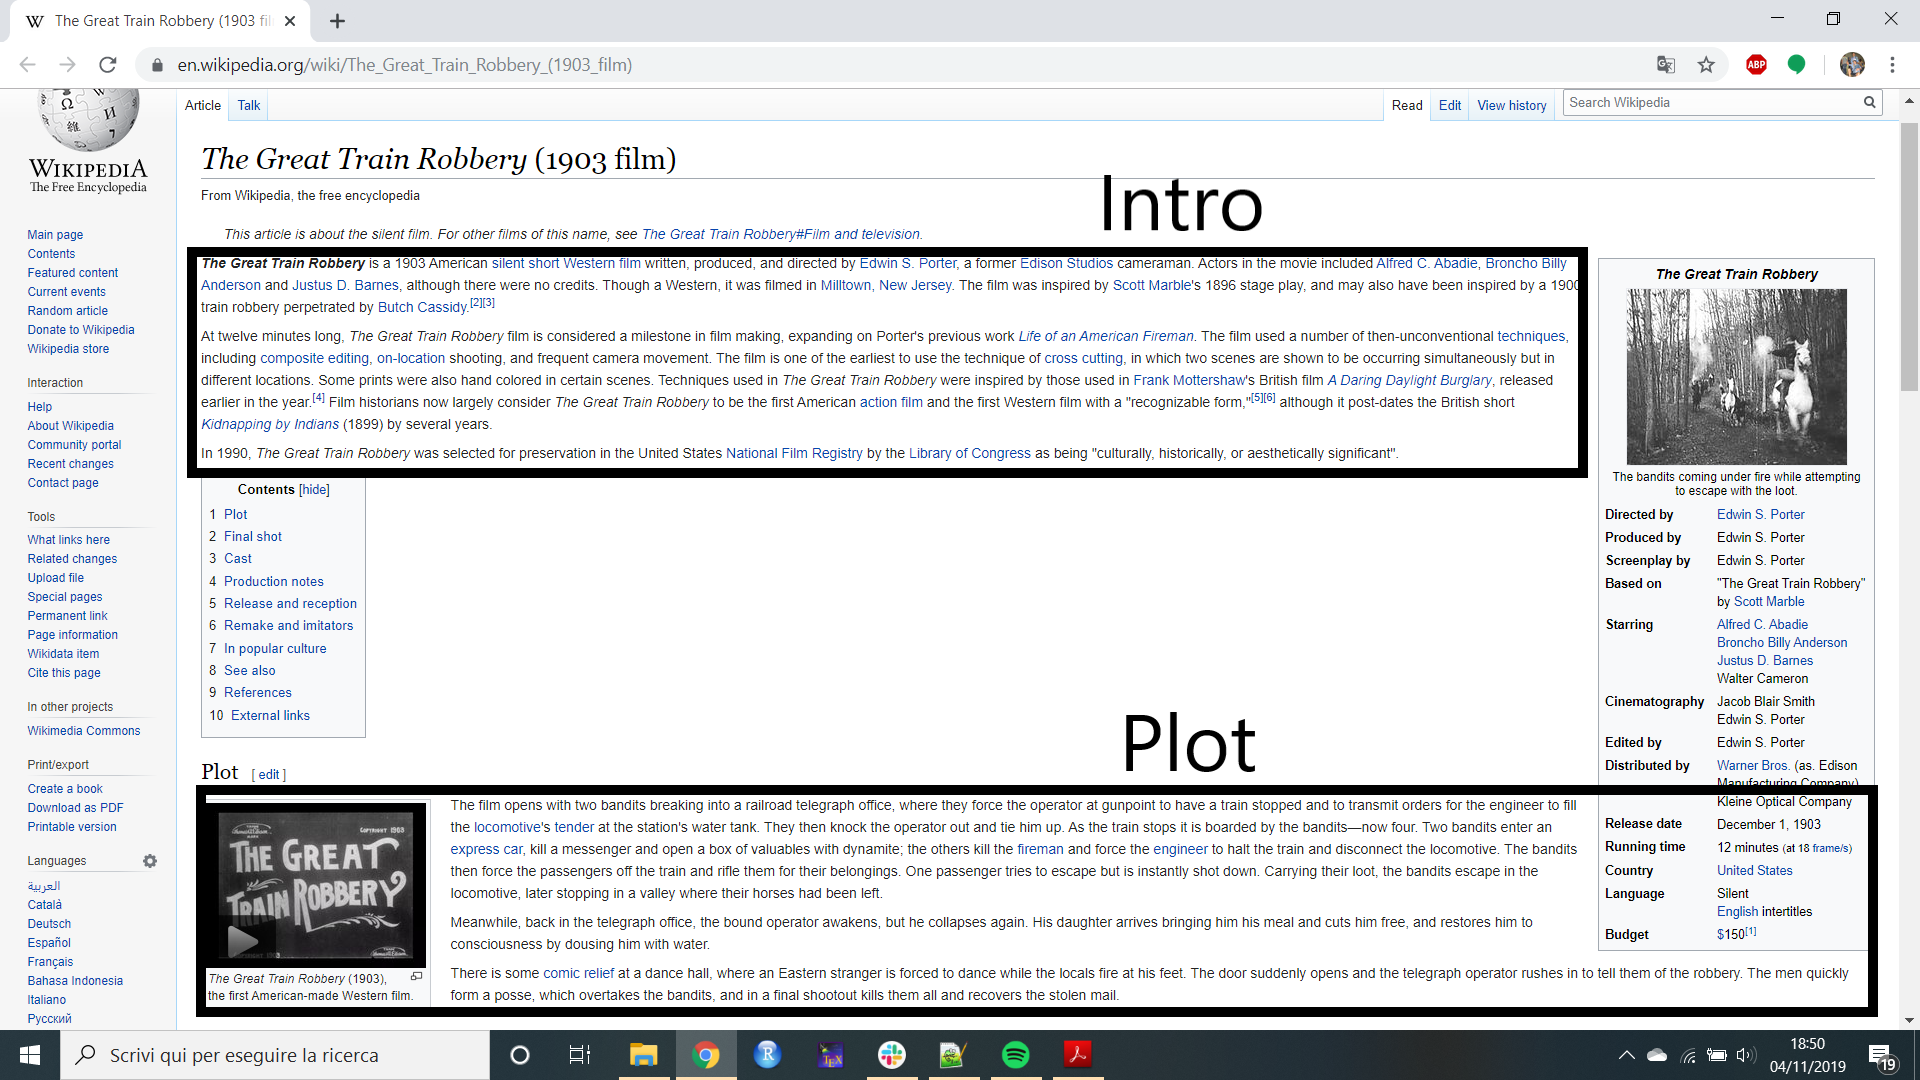 The Great Train Robbery (1903 fil
en.wikipedia.org/wiki/The_Great_Train_Robbery_(1903_film)
ABP
WIKIPEDIA
The Free Encyclopedia
Main page
Contents
Featured content
Current events
Random article
Donate to Wikipedia
Wikipedia store
Interaction
Help
About Wikipedia
Community portal
Recent changes
Contact page
Tools
What links here
Related changes
Upload file
Special pages
Permanent link
Page information
Wikidata item
Cite this page
In other projects
Wikimedia Commons
Print/export
Create a book
Download as PDF
Printable version
Languages
العربية
Català
Deutsch
Español
Français
Bahasa Indonesia
Italiano
Русский
Article Talk
Read Edit View history Search Wikipedia
The Great Train Robbery (1903 film)
From Wikipedia, the free encyclopedia
Intro
This article is about the silent film. For other films of this name, see The Great Train Robbery#Film and television.
The Great Train Robbery is a 1903 American silent short Western film written, produced, and directed by Edwin S. Porter, a former Edison Studios cameraman. Actors in the movie included Alfred C. Abadie, Broncho Billy
Anderson and Justus D. Barnes, although there were no credits. Though a Western, it was filmed in Milltown, New Jersey. The film was inspired by Scott Marble's 1896 stage play, and may also have been inspired by a 1900
train robbery perpetrated by Butch Cassidy.[2][3]
At twelve minutes long, The Great Train Robbery film is considered a milestone in film making, expanding on Porter's previous work Life of an American Fireman. The film used a number of then-unconventional techniques,
including composite editing, on-location shooting, and frequent camera movement. The film is one of the earliest to use the technique of cross cutting, in which two scenes are shown to be occurring simultaneously but in
different locations. Some prints were also hand colored in certain scenes. Techniques used in The Great Train Robbery were inspired by those used in Frank Mottershaw's British film A Daring Daylight Burglary, released
earlier in the year.[4] Film historians now largely consider The Great Train Robbery to be the first American action film and the first Western film with a "recognizable form,"[5][6] although it post-dates the British short
Kidnapping by Indians (1899) by several years.
In 1990, The Great Train Robbery was selected for preservation in the United States National Film Registry by the Library of Congress as being "culturally, historically, or aesthetically significant".
Contents [hide]
1 Plot
2 Final shot
3 Cast
4 Production notes
5 Release and reception
6 Remake and imitators
7 In popular culture
8 See also
9 References
10 External links
The Great Train Robbery
The bandits coming under fire while attempting
to escape with the loot.
Directed by Edwin S. Porter
Produced by Edwin S. Porter
Screenplay by Edwin S. Porter
Based on "The Great Train Robbery"
by Scott Marble
Starring Alfred C. Abadie
Broncho Billy Anderson
Justus D. Barnes
Walter Cameron
Cinematography Jacob Blair Smith
Edwin S. Porter
Edited by Edwin S. Porter
Distributed by Warner Bros. (as. Edison
Manufacturing Company)
Kleine Optical Company
Release date December 1, 1903
Running time 12 minutes (at 18 frame/s)
Country United States
Language Silent
English intertitles
Budget $150[1]
Plot
Plot [ edit ]
THE GREAT
TRAIN ROBBERY
COPYRIGHT 1903
The Great Train Robbery (1903),
the first American-made Western film.
The film opens with two bandits breaking into a railroad telegraph office, where they force the operator at gunpoint to have a train stopped and to transmit orders for the engineer to fill
the locomotive's tender at the station's water tank. They then knock the operator out and tie him up. As the train stops it is boarded by the bandits—now four. Two bandits enter an
express car, kill a messenger and open a box of valuables with dynamite; the others kill the fireman and force the engineer to halt the train and disconnect the locomotive. The bandits
then force the passengers off the train and rifle them for their belongings. One passenger tries to escape but is instantly shot down. Carrying their loot, the bandits escape in the
locomotive, later stopping in a valley where their horses had been left.
Meanwhile, back in the telegraph office, the bound operator awakens, but he collapses again. His daughter arrives bringing him his meal and cuts him free, and restores him to
consciousness by dousing him with water.
There is some comic relief at a dance hall, where an Eastern stranger is forced to dance while the locals fire at his feet. The door suddenly opens and the telegraph operator rushes in to tell them of the robbery. The men quickly
form a posse, which overtakes the bandits, and in a final shootout kills them all and recovers the stolen mail.
Scrivi qui per eseguire la ricerca
18:50
04/11/2019
19